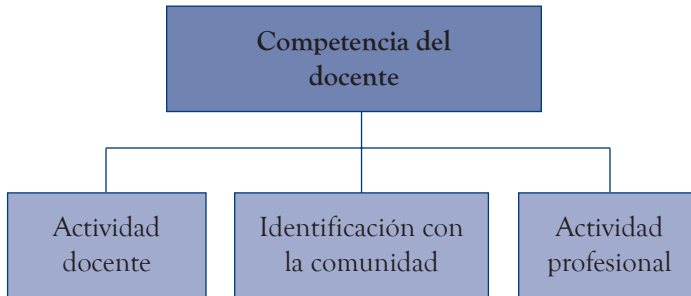 Competencia del
docente
Actividad
docente
Identificación con
la comunidad
Actividad
profesional